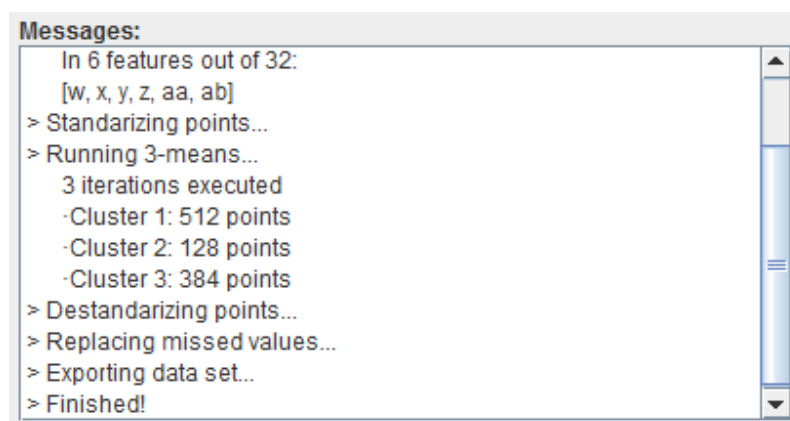 Messages:
In 6 features out of 32:
[w, x, y, z, aa, ab]
> Standarizing points...
> Running 3-means...
3 iterations executed
·Cluster 1: 512 points
·Cluster 2: 128 points
·Cluster 3: 384 points
> Destandarizing points...
> Replacing missed values...
> Exporting data set...
> Finished!